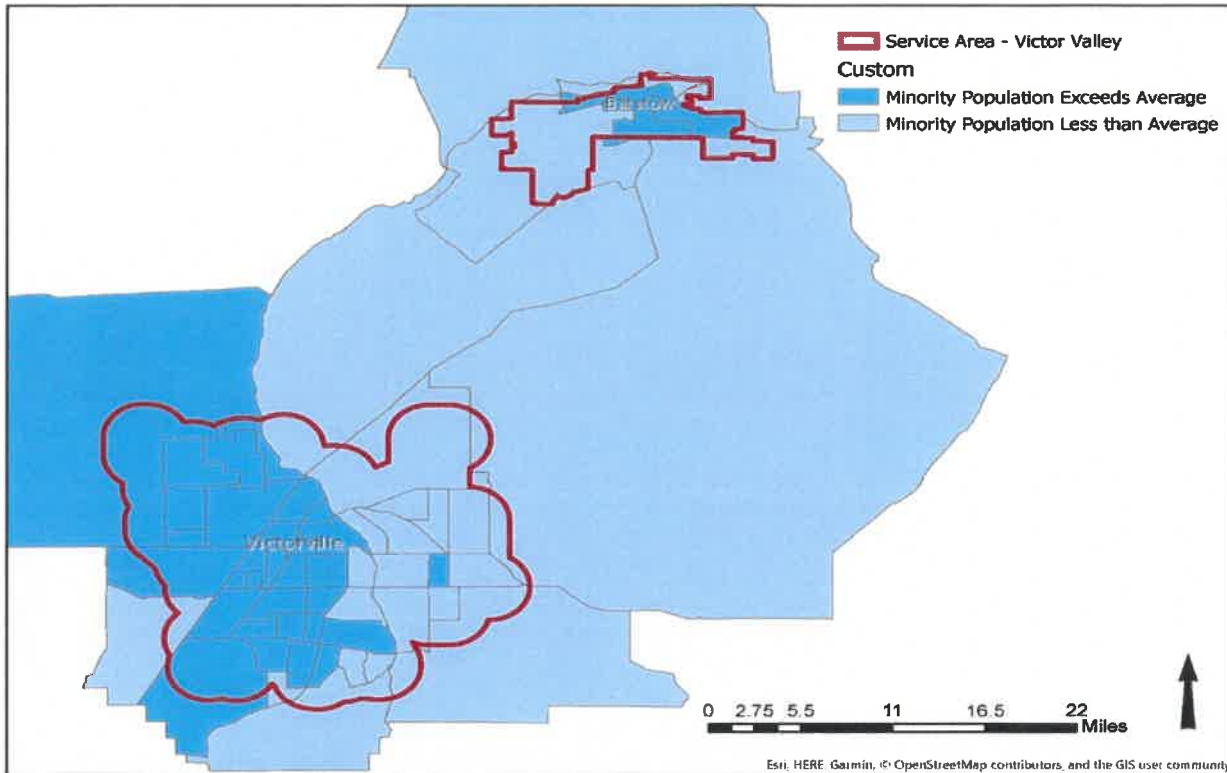 Service Area - Victor Valley
Custom
Minority Population Exceeds Average
Minority Population Less than Average
Barstow
Victorville
0 2.75 5.5 11 16.5 22
Miles
Esri, HERE, Garmin, © OpenStreetMap contributors, and the GIS user community